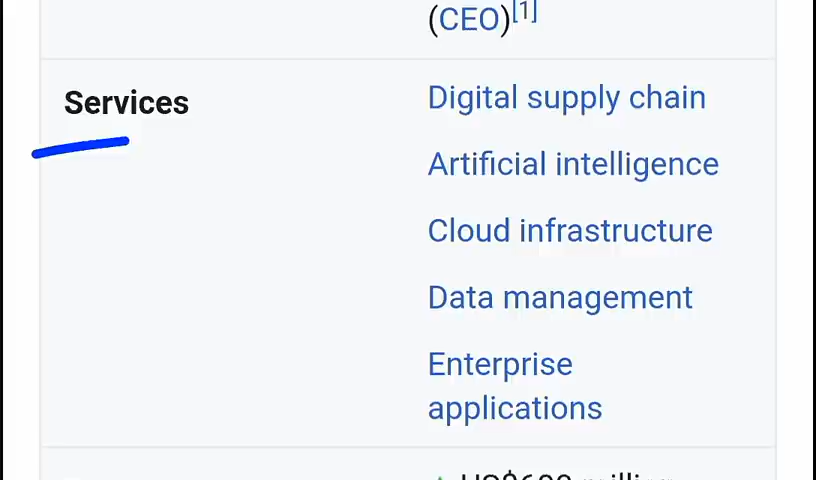 (CEO)[1]
Services
Digital supply chain
Artificial intelligence
Cloud infrastructure
Data management
Enterprise
applications